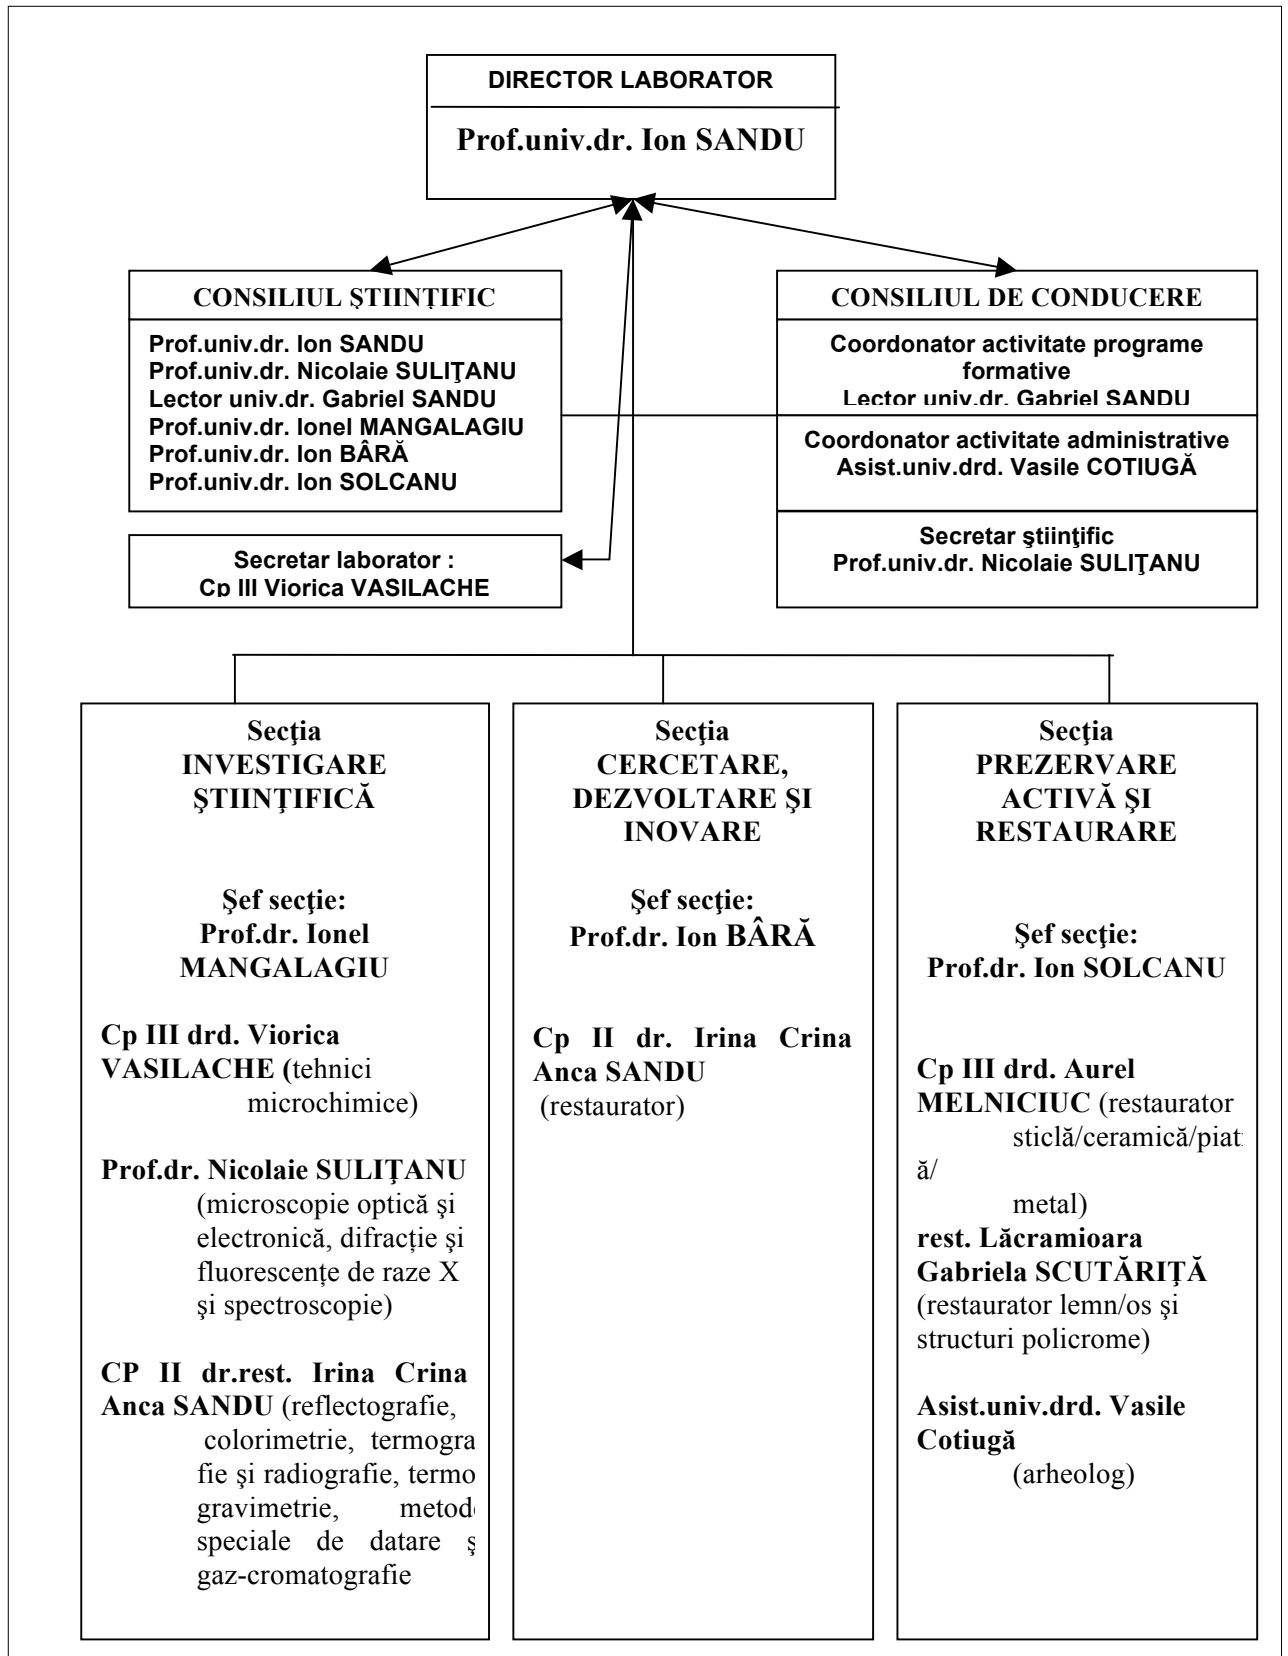 DIRECTOR LABORATOR
Prof.univ.dr. Ion SANDU
CONSILIUL ŞTIINŢIFIC
Prof.univ.dr. Ion SANDU
Prof.univ.dr. Nicolaie SULIŢANU
Lector univ.dr. Gabriel SANDU
Prof.univ.dr. Ionel MANGALAGIU
Prof.univ.dr. Ion BÂRĂ
Prof.univ.dr. Ion SOLCANU
CONSILIUL DE CONDUCERE
Coordonator activitate programe
formative
Lector univ.dr. Gabriel SANDU
Coordonator activitate administrative
Asist.univ.drd. Vasile COTIUGĂ
Secretar ştiinţific
Prof.univ.dr. Nicolaie SULIŢANU
Secretar laborator :
Cp III Viorica VASILACHE
Secţia
INVESTIGARE
ŞTIINŢIFICĂ
Şef secţie:
Prof.dr. Ionel
MANGALAGIU
Cp III drd. Viorica
VASILACHE (tehnici
microchimice)
Prof.dr. Nicolaie SULIŢANU
(microscopie optică şi
electronică, difracţie şi
fluorescenţe de raze X
şi spectroscopie)
CP II dr.rest. Irina Crina
Anca SANDU (reflectografie,
colorimetrie, termogra
fie şi radiografie, termo
gravimetrie, metod
speciale de datare ş
gaz-cromatografie
Secţia
CERCETARE,
DEZVOLTARE ŞI
INOVARE
Şef secţie:
Prof.dr. Ion BÂRĂ
Cp II dr. Irina Crina
Anca SANDU
(restaurator)
Secţia
PREZERVARE
ACTIVĂ ŞI
RESTAURARE
Şef secţie:
Prof.dr. Ion SOLCANU
Cp III drd. Aurel
MELNICIUC (restaurator
sticlă/ceramică/piat
ă/
metal)
rest. Lăcramioara
Gabriela SCUTĂRIŢĂ
(restaurator lemn/os şi
structuri policrome)
Asist.univ.drd. Vasile
Cotiugă
(arheolog)